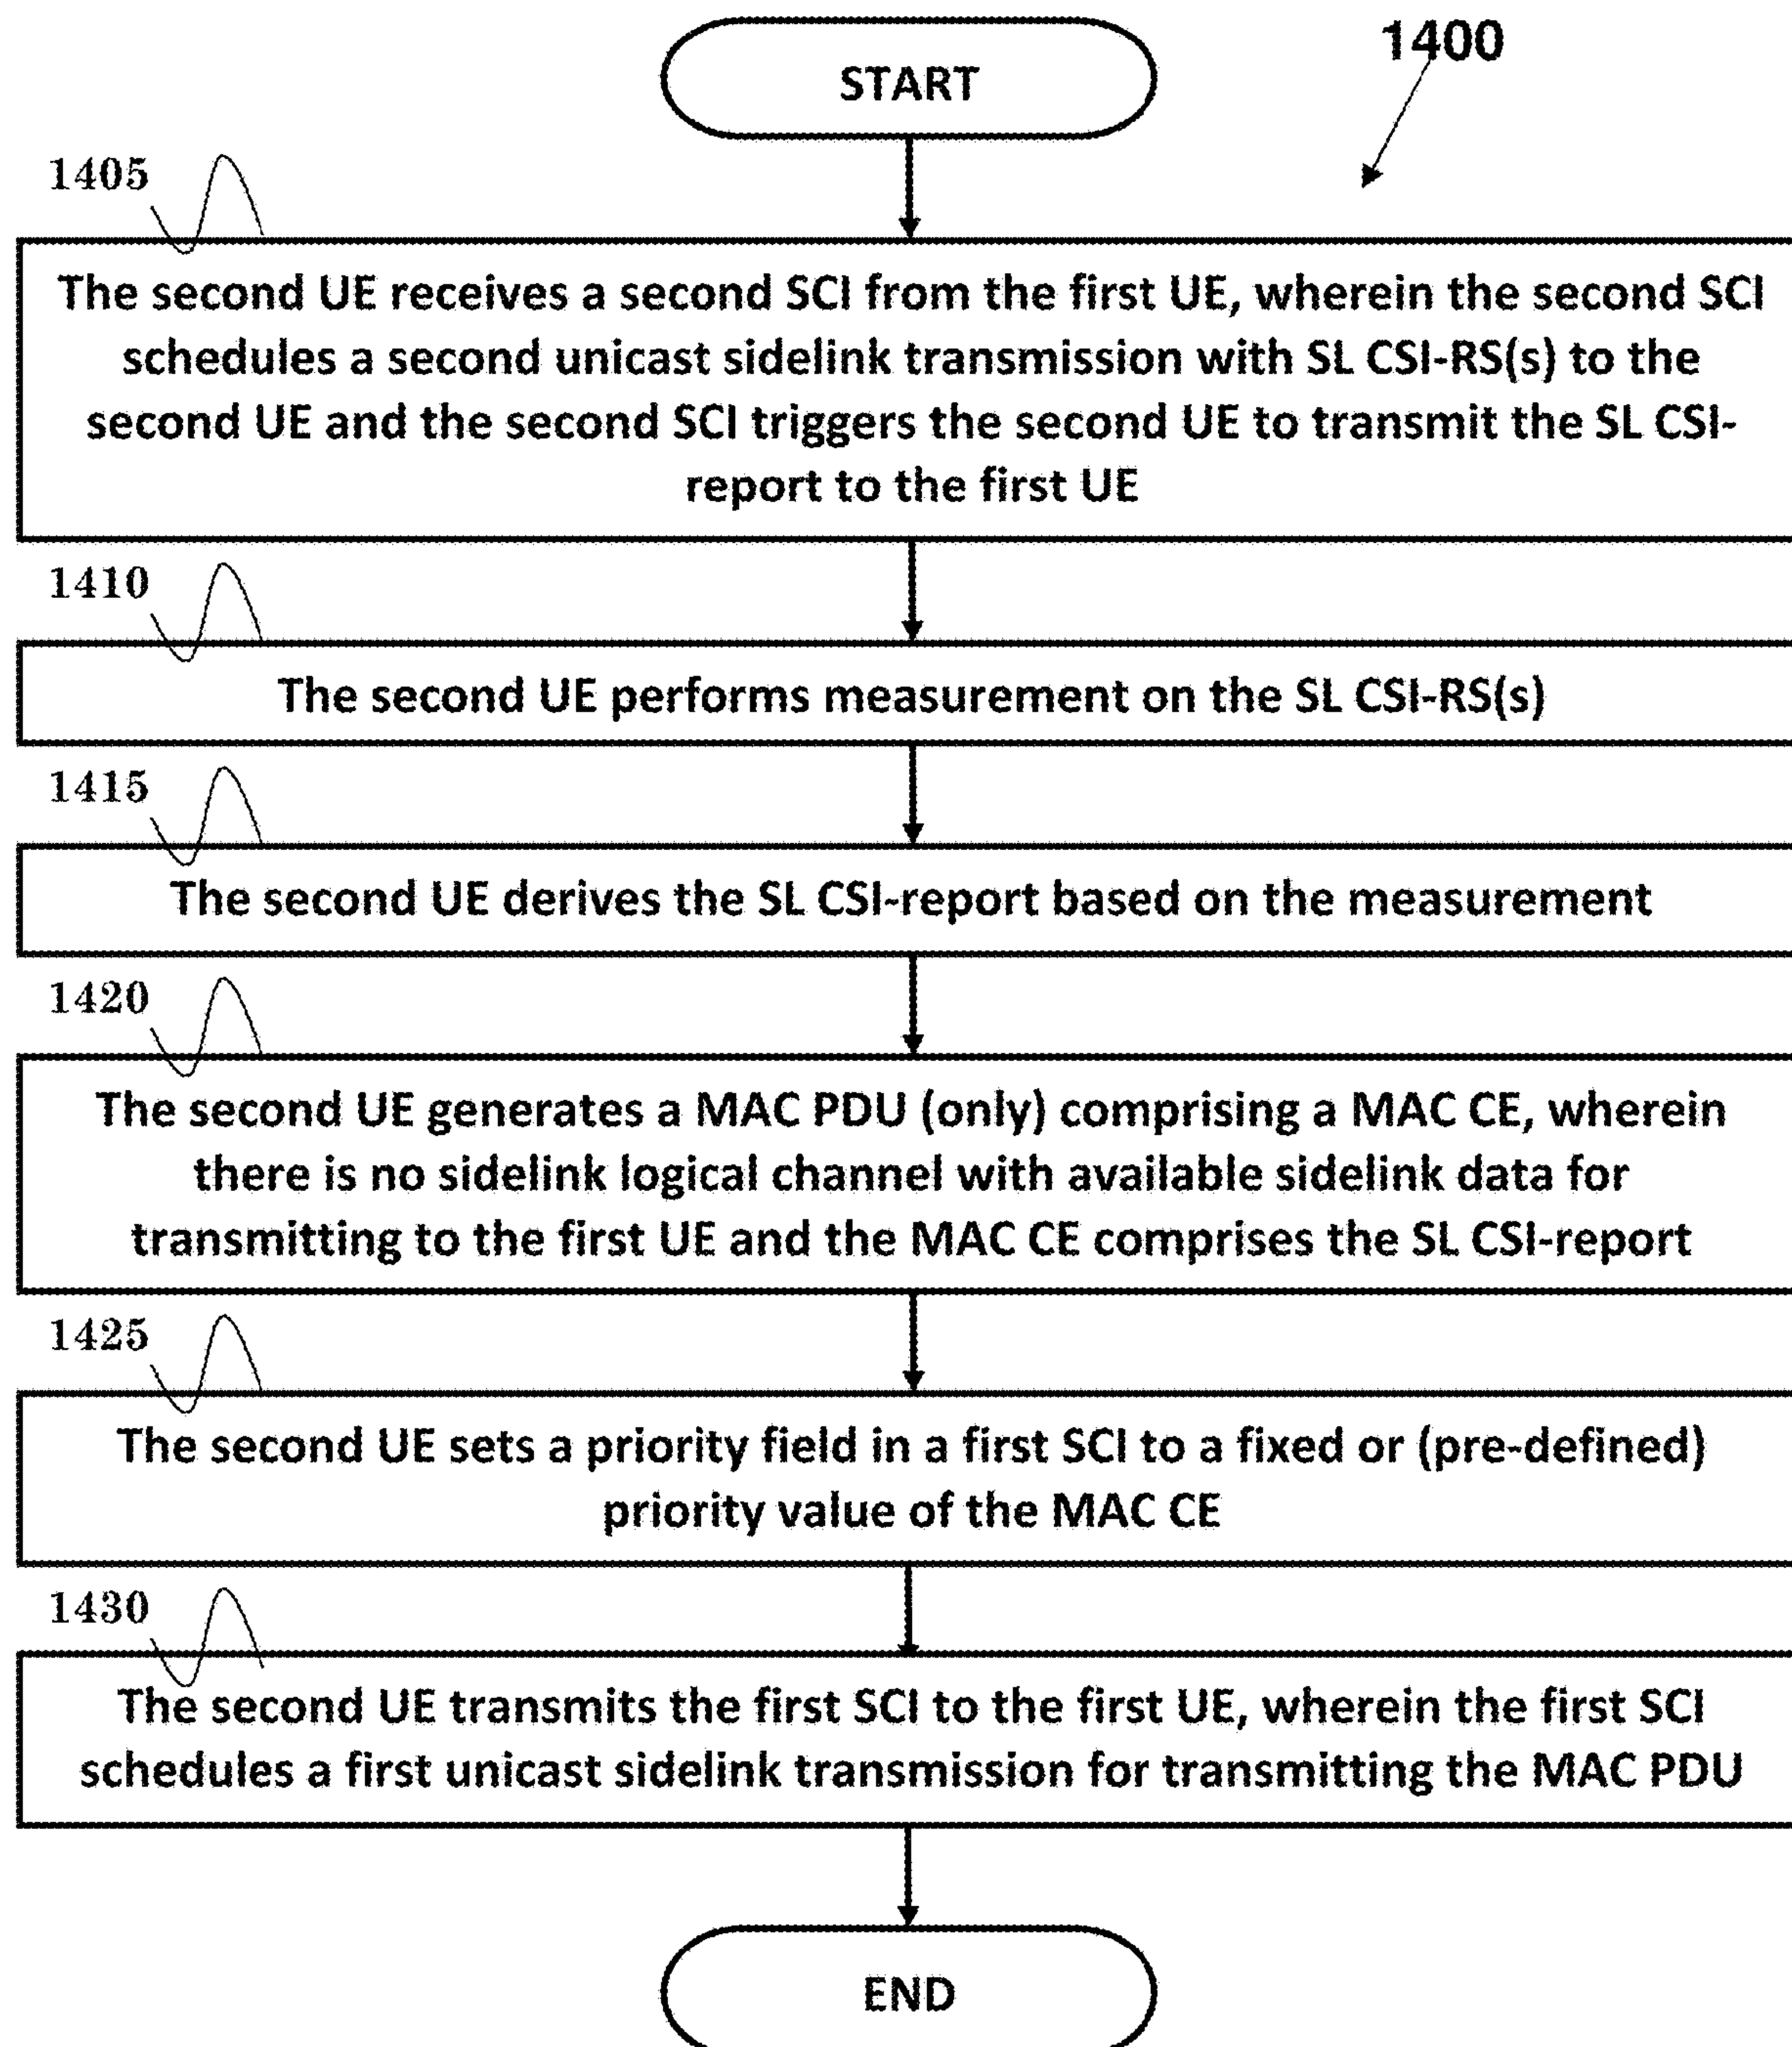 1400
START
1405
The second UE receives a second SCI from the first UE, wherein the second SCI
schedules a second unicast sidelink transmission with SL CSI-RS(s) to the
second UE and the second SCI triggers the second UE to transmit the SL CSI-
report to the first UE
1410
The second UE performs measurement on the SL CSI-RS(s)
1415
The second UE derives the SL CSI-report based on the measurement
1420
The second UE generates a MAC PDU (only) comprising a MAC CE, wherein
there is no sidelink logical channel with available sidelink data for
transmitting to the first UE and the MAC CE comprises the SL CSI-report
1425
The second UE sets a priority field in a first SCI to a fixed or (pre-defined)
priority value of the MAC CE
1430
The second UE transmits the first SCI to the first UE, wherein the first SCI
schedules a first unicast sidelink transmission for transmitting the MAC PDU
END